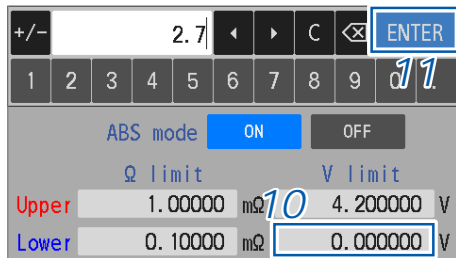 +/- 2.7 ◂ ▸ C ⌫ ENTER
1 2 3 4 5 6 7 8 9 0 .
11
ABS mode ON OFF
Ω limit V limit
Upper 1.00000 mΩ 4.200000 V
10
Lower 0.10000 mΩ 0.000000 V